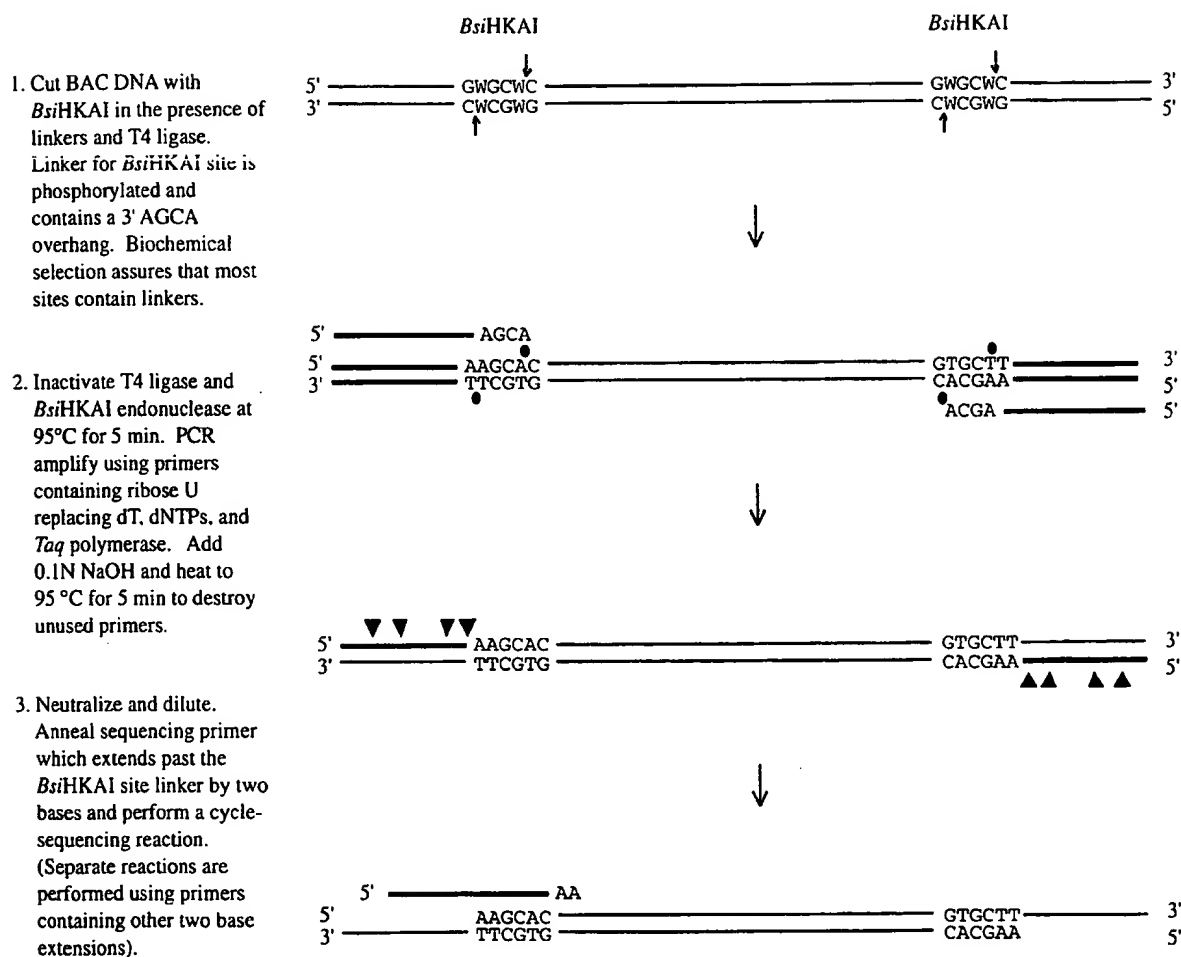 BsiHKAI
BsiHKAI
1. Cut BAC DNA with
BsiHKAI in the presence of
linkers and T4 ligase.
Linker for BsiHKAI site is
phosphorylated and
contains a 3' AGCA
overhang. Biochemical
selection assures that most
sites contain linkers.
5' GWGCWC GWGCWC 3'
3' CWCGWG CWCGWG 5'
2. Inactivate T4 ligase and
BsiHKAI endonuclease at
95°C for 5 min. PCR
amplify using primers
containing ribose U
replacing dT, dNTPs, and
Taq polymerase. Add
0.1N NaOH and heat to
95 °C for 5 min to destroy
unused primers.
5' AGCA
5' AAGCAC GTGCTT 3'
3' TTCGTG CACGAA 5'
ACGA 5'
5' AAGCAC GTGCTT 3'
3' TTCGTG CACGAA 5'
3. Neutralize and dilute.
Anneal sequencing primer
which extends past the
BsiHKAI site linker by two
bases and perform a cycle-
sequencing reaction.
(Separate reactions are
performed using primers
containing other two base
extensions).
5' AA
5' AAGCAC GTGCTT 3'
3' TTCGTG CACGAA 5'